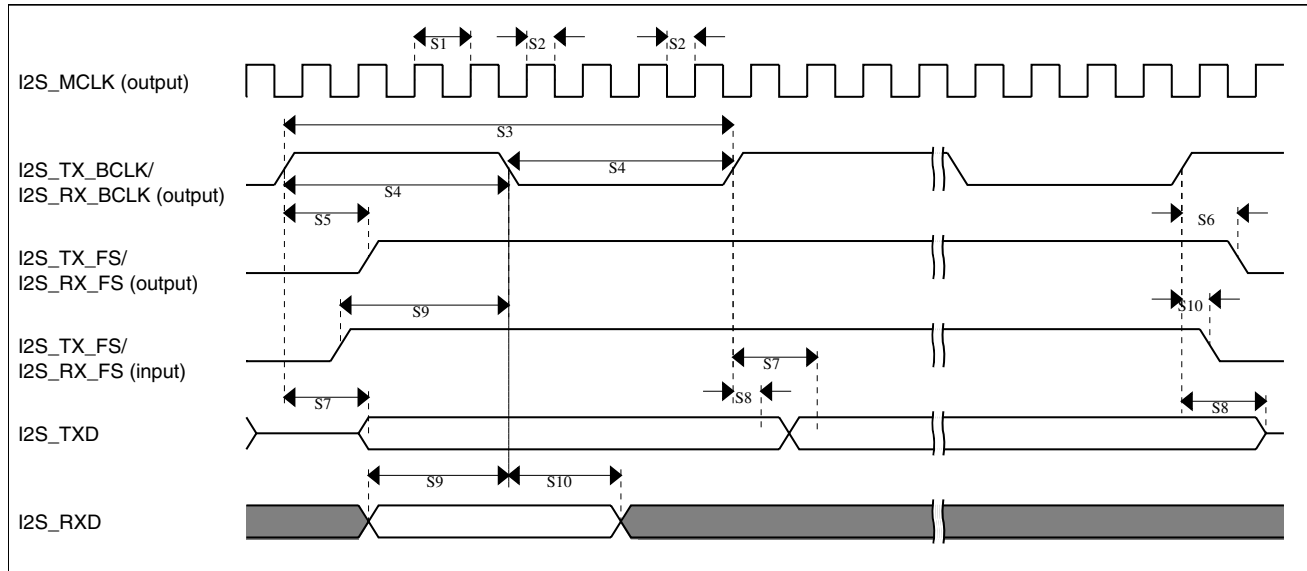 S1
S2
S2
I2S_MCLK (output)
S3
I2S_TX_BCLK/
I2S_RX_BCLK (output)
S4
S4
S5
S6
I2S_TX_FS/
I2S_RX_FS (output)
S9
S10
I2S_TX_FS/
I2S_RX_FS (input)
S7
S7
S8
S8
I2S_TXD
S9
S10
I2S_RXD